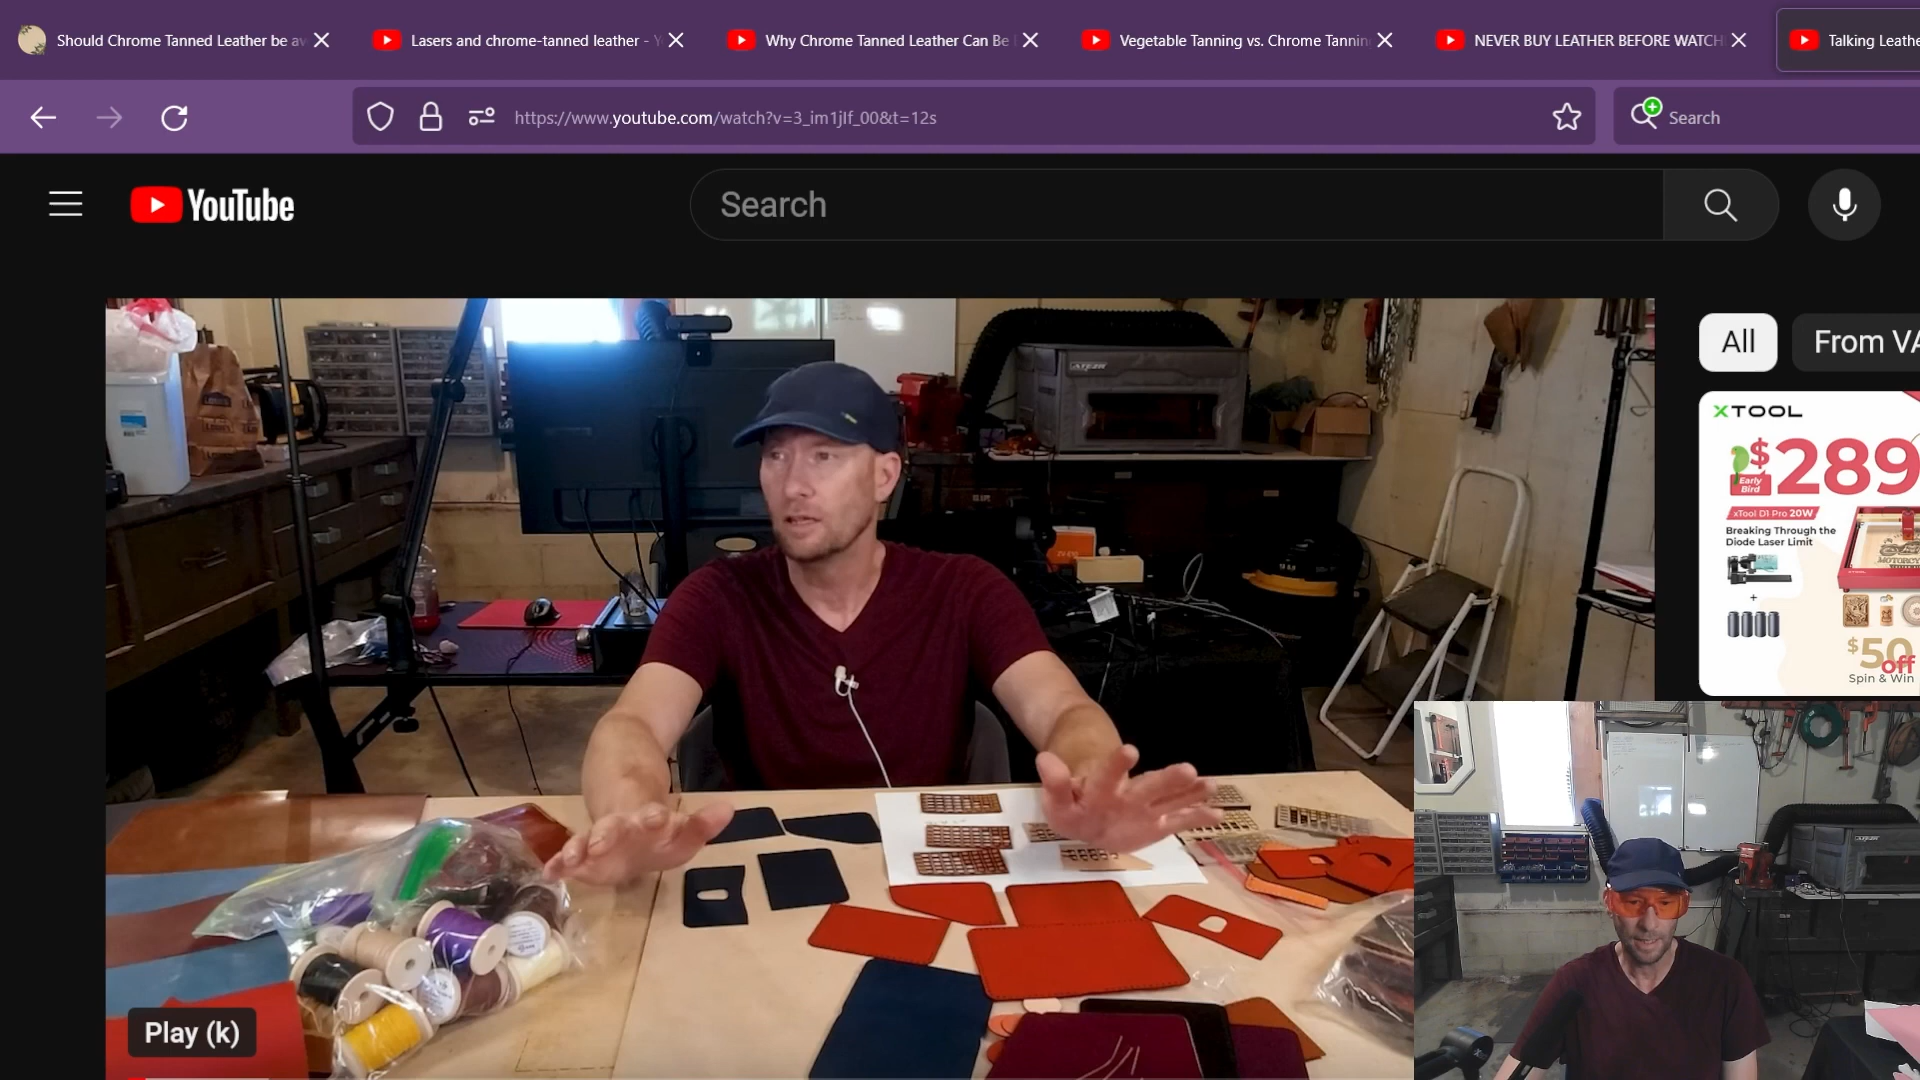 Should Chrome Tanned Leather be av
Lasers and chrome-tanned leather - Y
Why Chrome Tanned Leather Can Be
Vegetable Tanning vs. Chrome Tannin
NEVER BUY LEATHER BEFORE WATCH
Talking Leathe
https://www.youtube.com/watch?v=3_im1jIf_00&t=12s
Search
YouTube
Search
All
From VA
XTOOL
$289
Early
Bird
xTool D1 Pro 20W
Breaking Through the
Diode Laser Limit
+
$50
off
Spin & Win
Play (k)